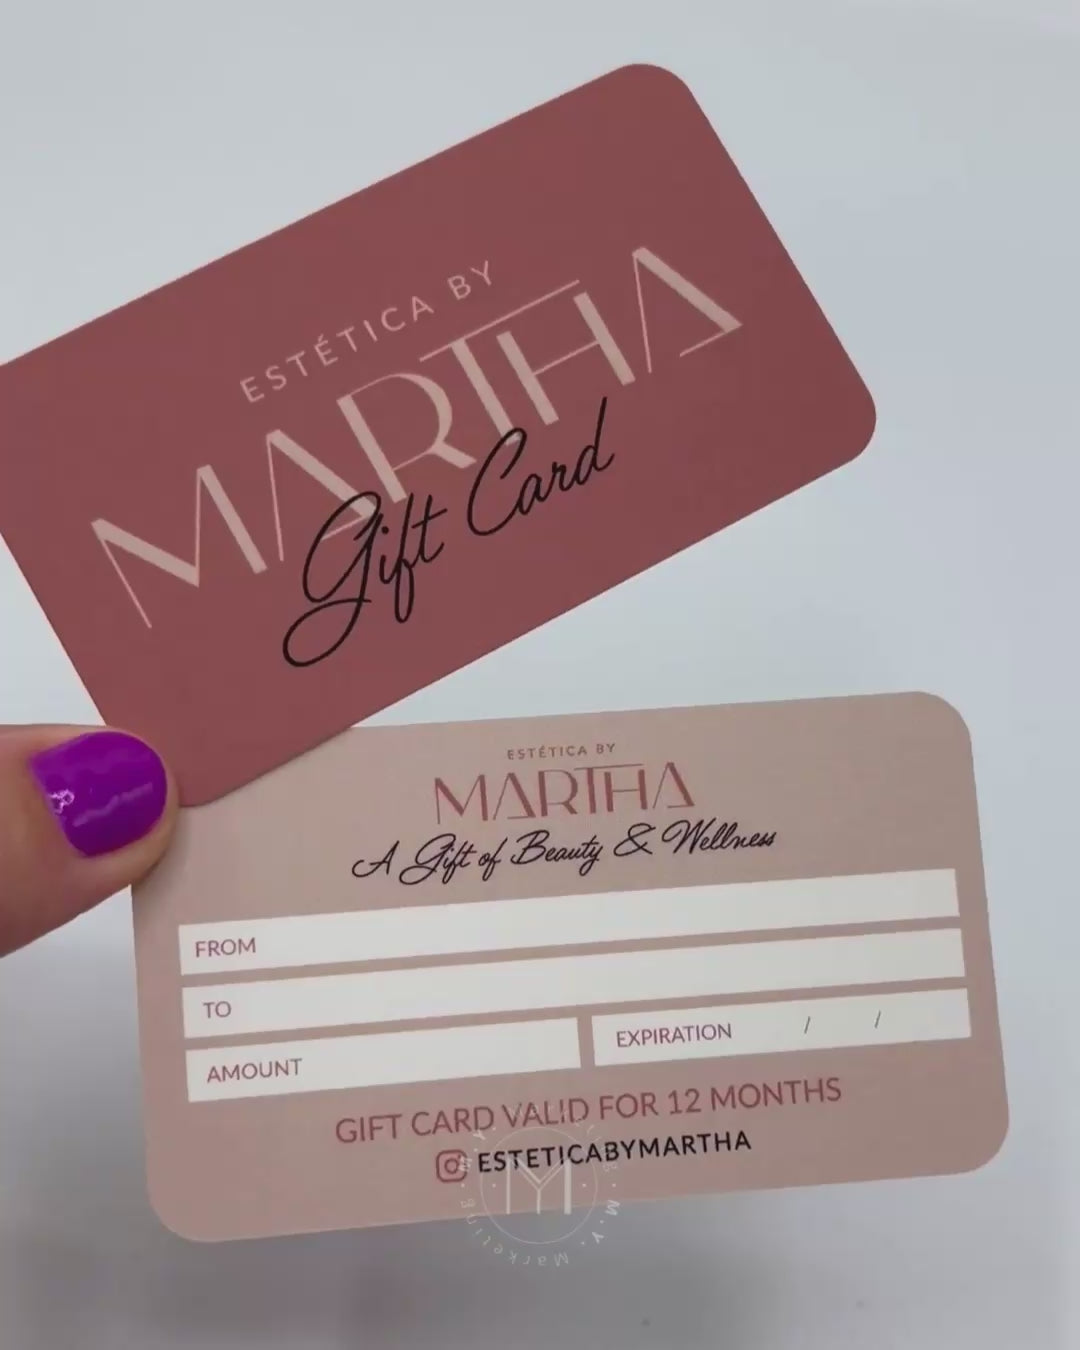 ESTÉTICA BY
MARTHA
Gift Card
ESTÉTICA BY
MARTHA
A Gift of Beauty & Wellness
FROM
TO
AMOUNT
EXPIRATION / /
GIFT CARD VALID FOR 12 MONTHS
ESTETICABYMARTHA
M.Y. Marketing